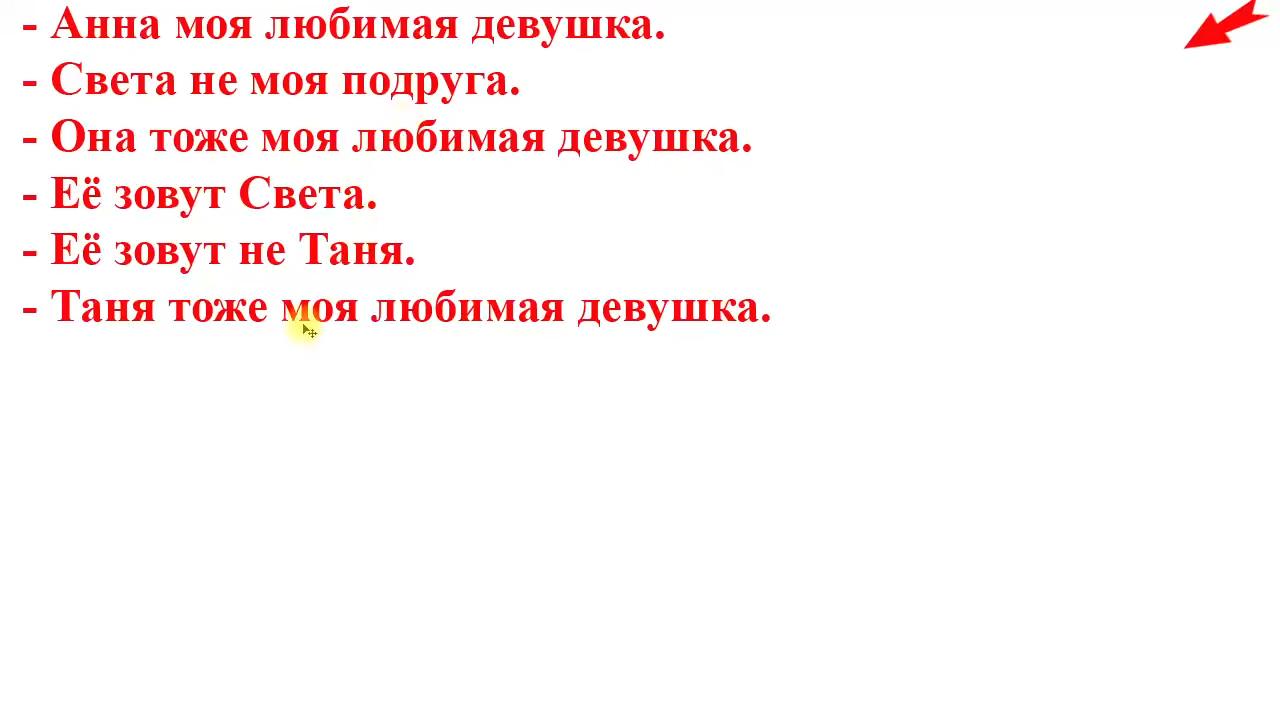 - Анна моя любимая девушка.
- Света не моя подруга.
- Она тоже моя любимая девушка.
- Её зовут Света.
- Её зовут не Таня.
- Таня тоже моя любимая девушка.